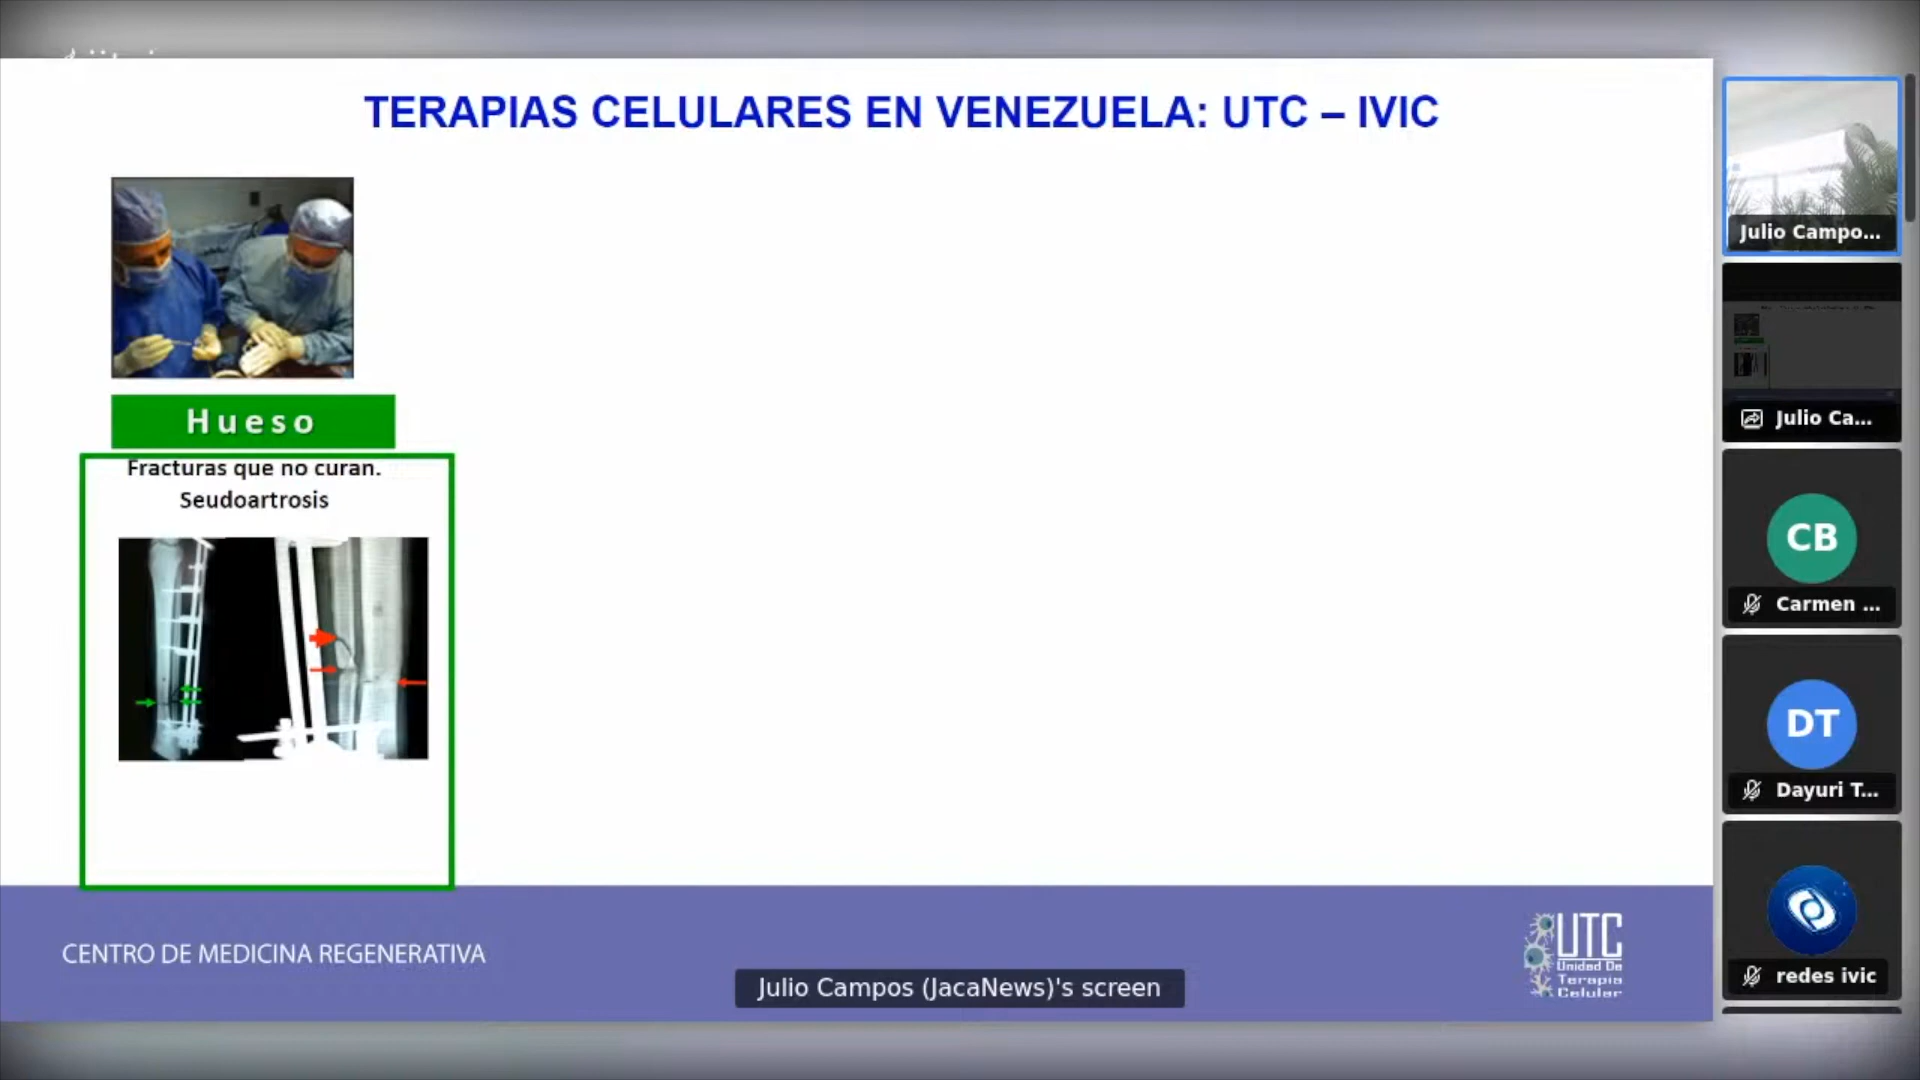 TERAPIAS CELULARES EN VENEZUELA: UTC – IVIC
Hueso
Fracturas que no curan.
Seudoartrosis
CENTRO DE MEDICINA REGENERATIVA
UTC
Unidad De
Terapia
Celular
Julio Campos (JacaNews)'s screen
Julio Campo...
Julio Ca...
CB
Carmen ...
DT
Dayuri T...
redes ivic